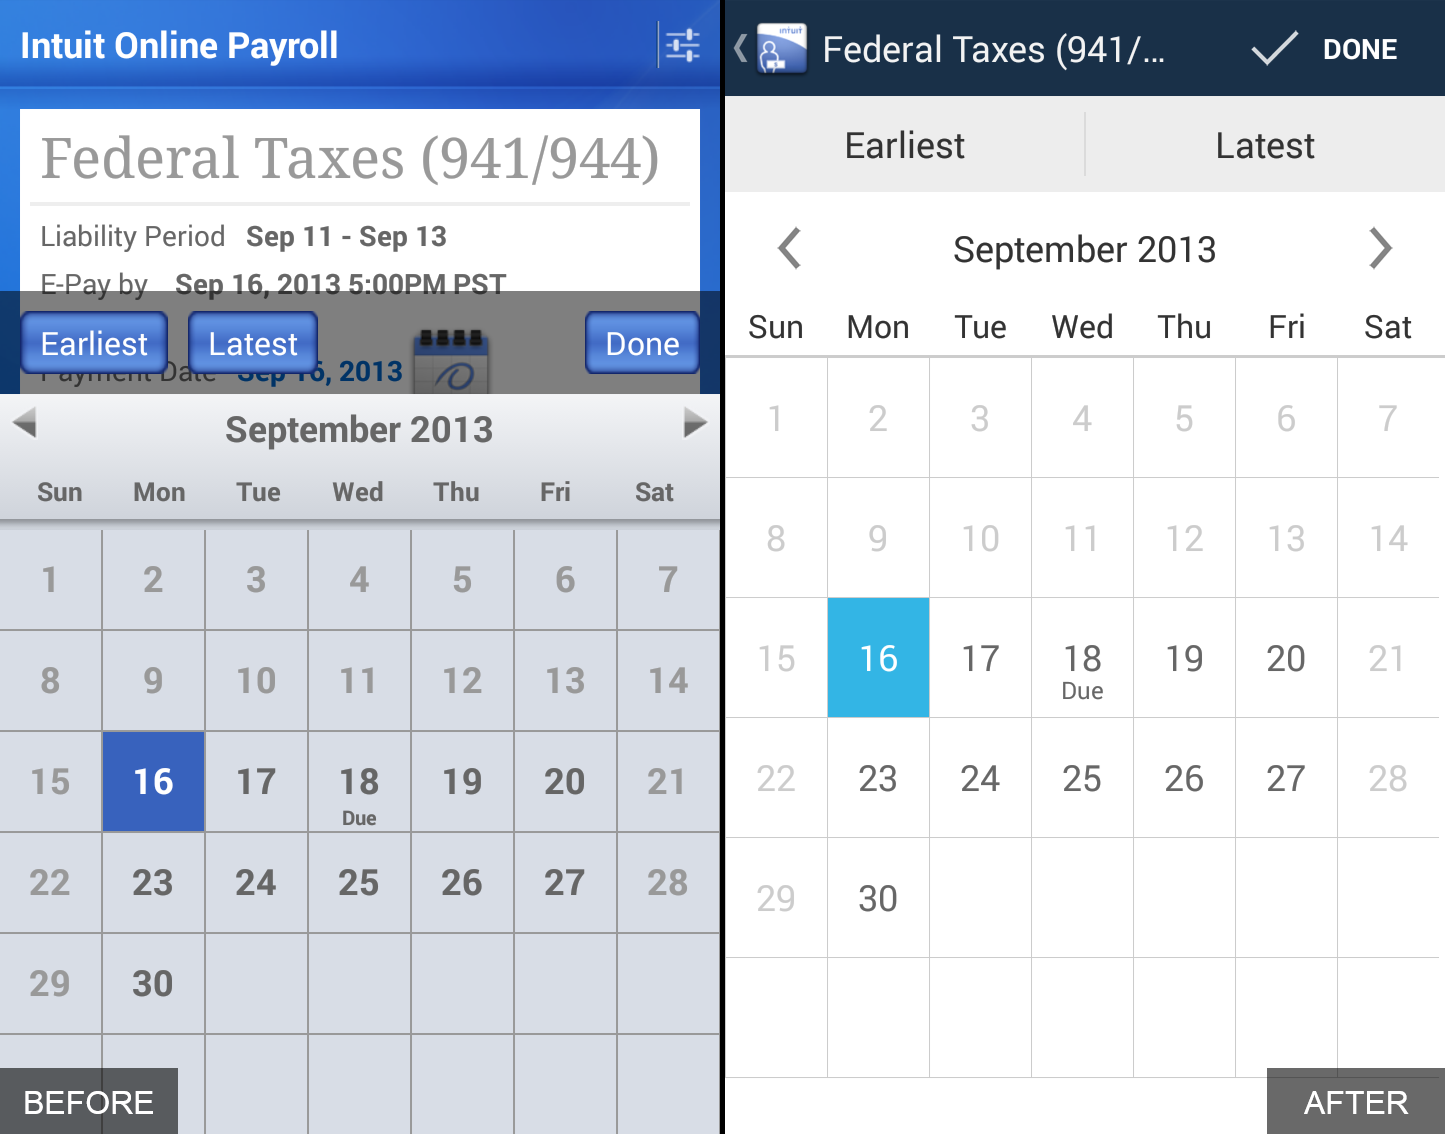 Intuit Online Payroll
Federal Taxes (941/944)
Liability Period Sep 11 - Sep 13
E-Pay by Sep 16, 2013 5:00PM PST
Earliest Latest Done
Payment Date Sep 16, 2013
September 2013
Sun Mon Tue Wed Thu Fri Sat
1 2 3 4 5 6 7
8 9 10 11 12 13 14
15 16 17 18 19 20 21
Due
22 23 24 25 26 27 28
29 30
BEFORE
intuit
Federal Taxes (941/... DONE
Earliest Latest
September 2013
Sun Mon Tue Wed Thu Fri Sat
1 2 3 4 5 6 7
8 9 10 11 12 13 14
15 16 17 18 19 20 21
Due
22 23 24 25 26 27 28
29 30
AFTER